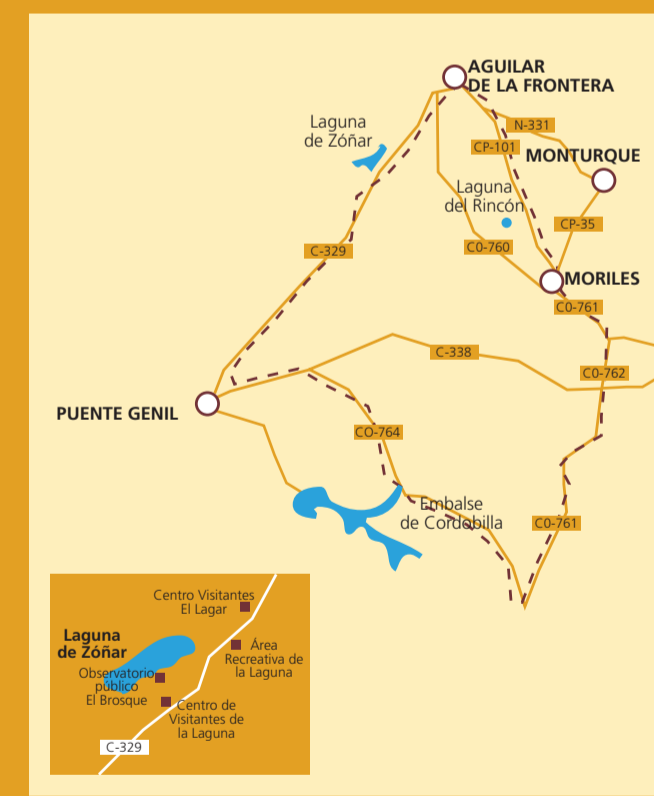 AGUILAR
DE LA FRONTERA
Laguna
de Zóñar
N-331
CP-101
MONTURQUE
Laguna
del Rincón
CP-35
C0-760
C-329
MORILES
C0-761
C-338
C0-762
PUENTE GENIL
CO-764
Embalse
de Cordobilla
C0-761
Centro Visitantes
El Lagar
Laguna
de Zóñar
Área
Recreativa de
la Laguna
Observatorio
público
El Brosque
Centro de
Visitantes de
la Laguna
C-329